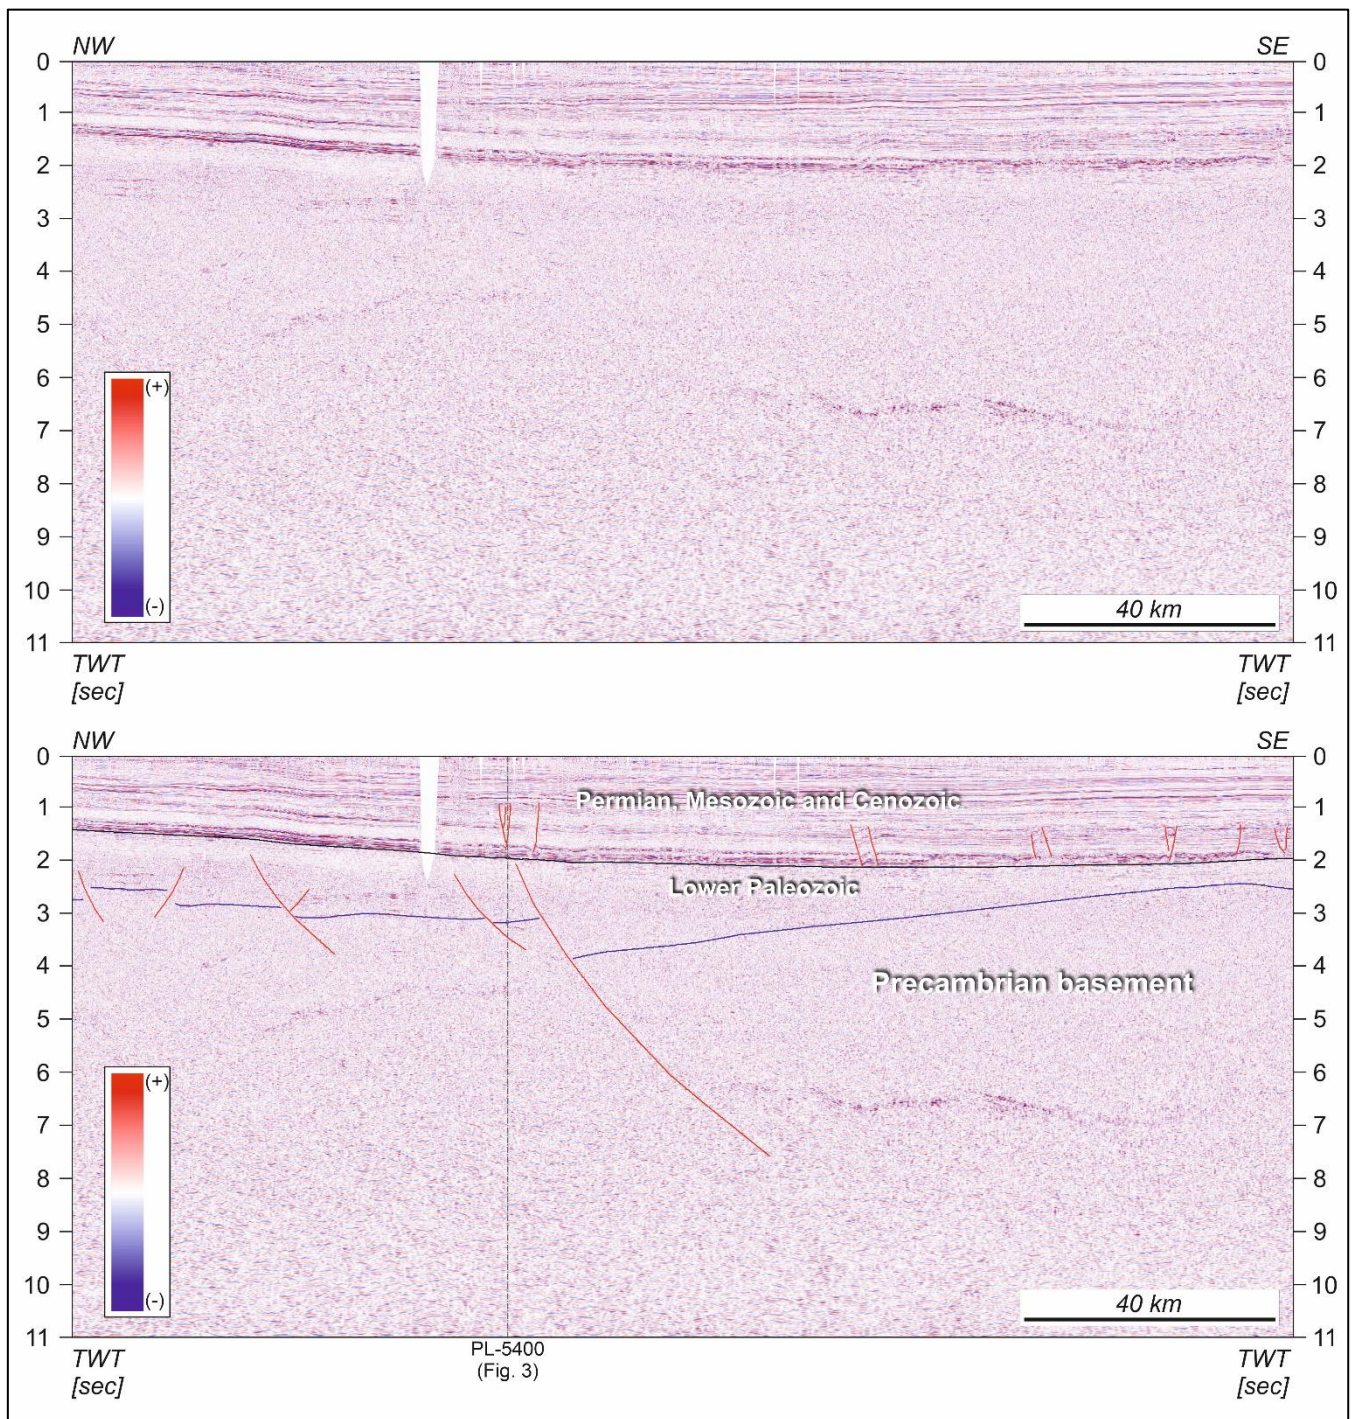 NW SE
0 0
1 1
2 2
3 3
4 4
5 5
6 6
7 7
8 8
9 9
10 10
11 11
(+)
(-)
40 km
TWT TWT
[sec] [sec]
NW SE
0 0
1 1
2 2
3 3
4 4
5 5
6 6
7 7
8 8
9 9
10 10
11 11
Permian, Mesozoic and Cenozoic
Lower Paleozoic
Precambrian basement
(+)
(-)
40 km
TWT TWT
[sec] [sec]
PL-5400
(Fig. 3)